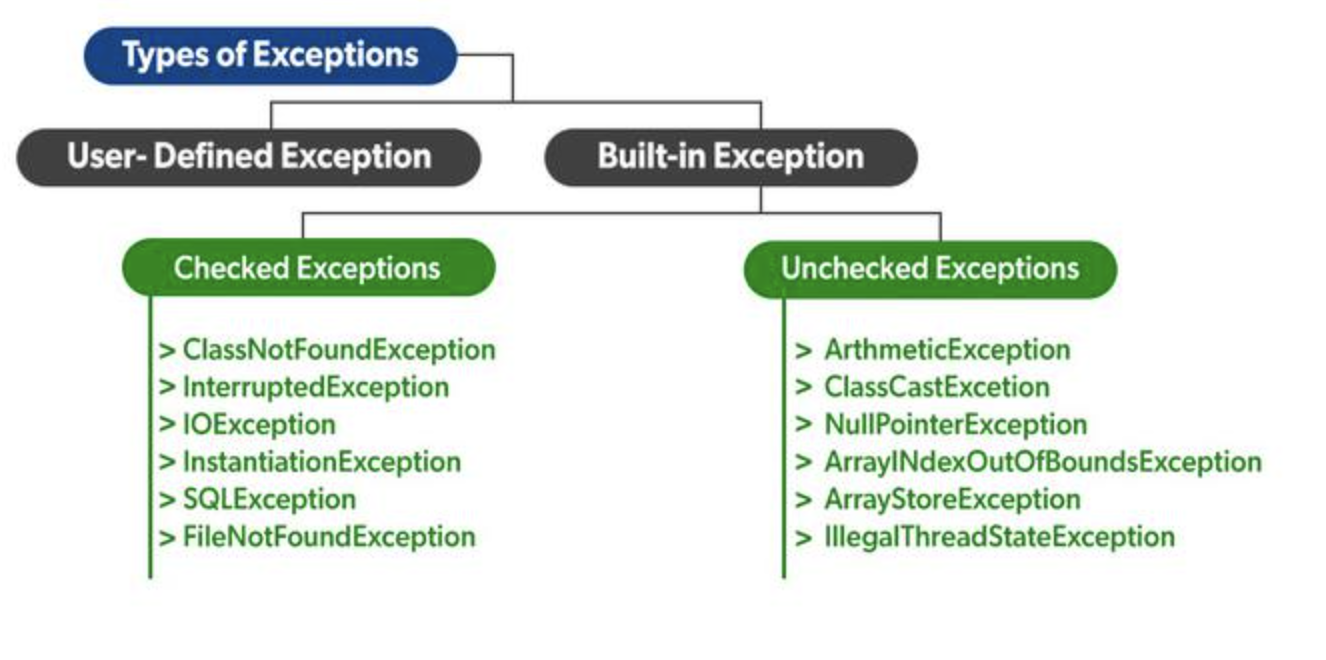 Types of Exceptions
User- Defined Exception
Built-in Exception
Checked Exceptions
> ClassNotFoundException
> InterruptedException
> IOException
> InstantiationException
> SQLException
> FileNotFoundException
Unchecked Exceptions
> ArthmeticException
> ClassCastExcetion
> NullPointerException
> ArrayINdexOutOfBoundsException
> ArrayStoreException
> IllegalThreadStateException